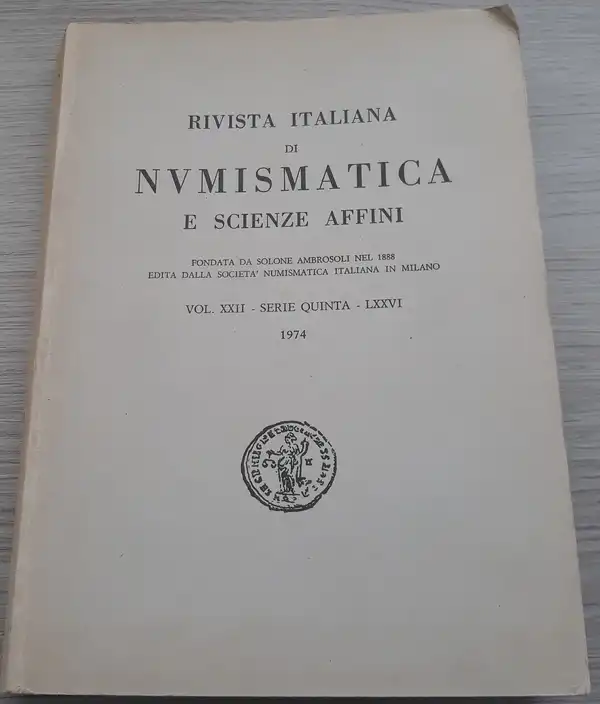 RIVISTA ITALIANA
DI
NVMISMATICA
E SCIENZE AFFINI
FONDATA DA SOLONE AMBROSOLI NEL 1888
EDITA DALLA SOCIETA' NUMISMATICA ITALIANA IN MILANO
VOL. XXII - SERIE QUINTA - LXXVI
1974